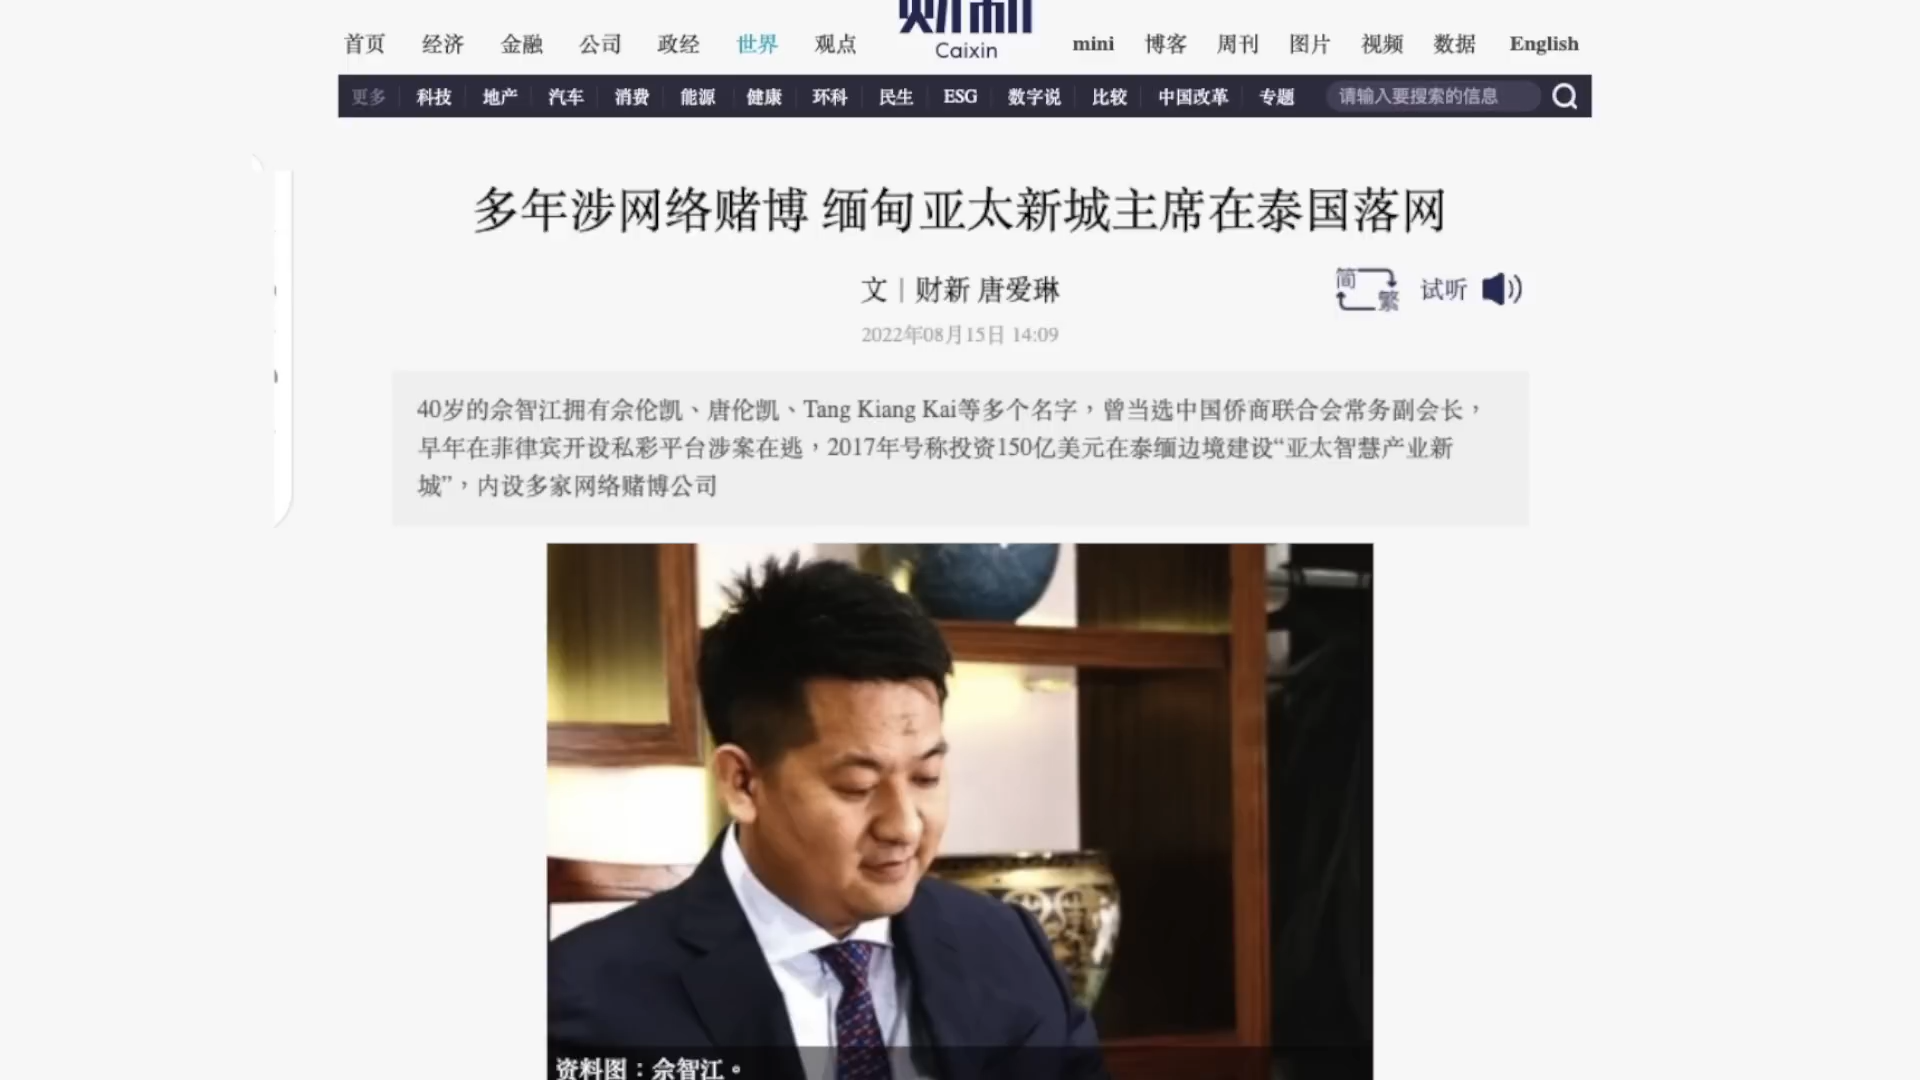 首页 经济 金融 公司 政经 世界 观点 财新 mini 博客 周刊 图片 视频 数据 English
Caixin
更多 科技 地产 汽车 消费 能源 健康 环科 民生 ESG 数字说 比较 中国改革 专题 请输入要搜索的信息
多年涉网络赌博 缅甸亚太新城主席在泰国落网
文｜财新 唐爱琳
简 繁 试听
2022年08月15日 14:09
40岁的佘智江拥有佘伦凯、唐伦凯、Tang Kiang Kai等多个名字，曾当选中国侨商联合会常务副会长，
早年在菲律宾开设私彩平台涉案在逃，2017年号称投资150亿美元在泰缅边境建设“亚太智慧产业新
城”，内设多家网络赌博公司
资料图：佘智江。